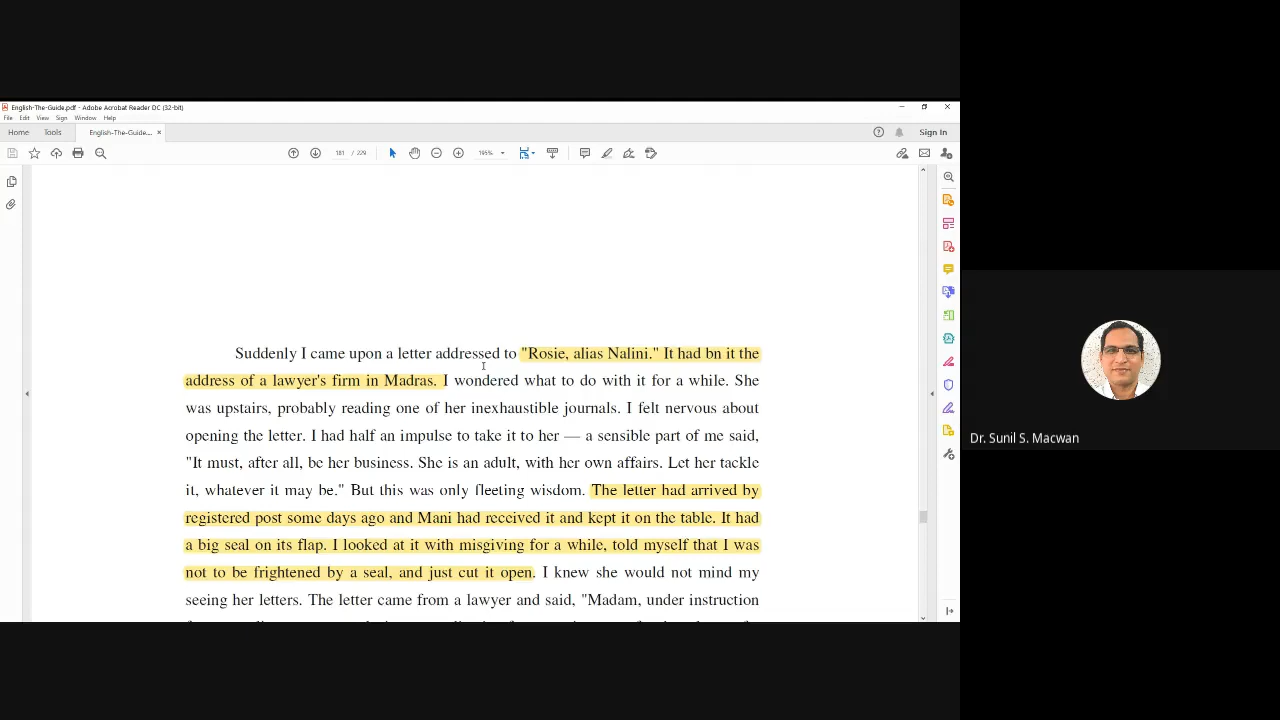 English-The-Guide.pdf - Adobe Acrobat Reader DC (32-bit)
File Edit View Sign Window Help
Home Tools English-The-Guide.... × Sign In
181 / 229 195%
Suddenly I came upon a letter addressed to "Rosie, alias Nalini." It had bn it the
address of a lawyer's firm in Madras. I wondered what to do with it for a while. She
was upstairs, probably reading one of her inexhaustible journals. I felt nervous about
opening the letter. I had half an impulse to take it to her — a sensible part of me said,
"It must, after all, be her business. She is an adult, with her own affairs. Let her tackle
it, whatever it may be." But this was only fleeting wisdom. The letter had arrived by
registered post some days ago and Mani had received it and kept it on the table. It had
a big seal on its flap. I looked at it with misgiving for a while, told myself that I was
not to be frightened by a seal, and just cut it open. I knew she would not mind my
seeing her letters. The letter came from a lawyer and said, "Madam, under instruction
Dr. Sunil S. Macwan